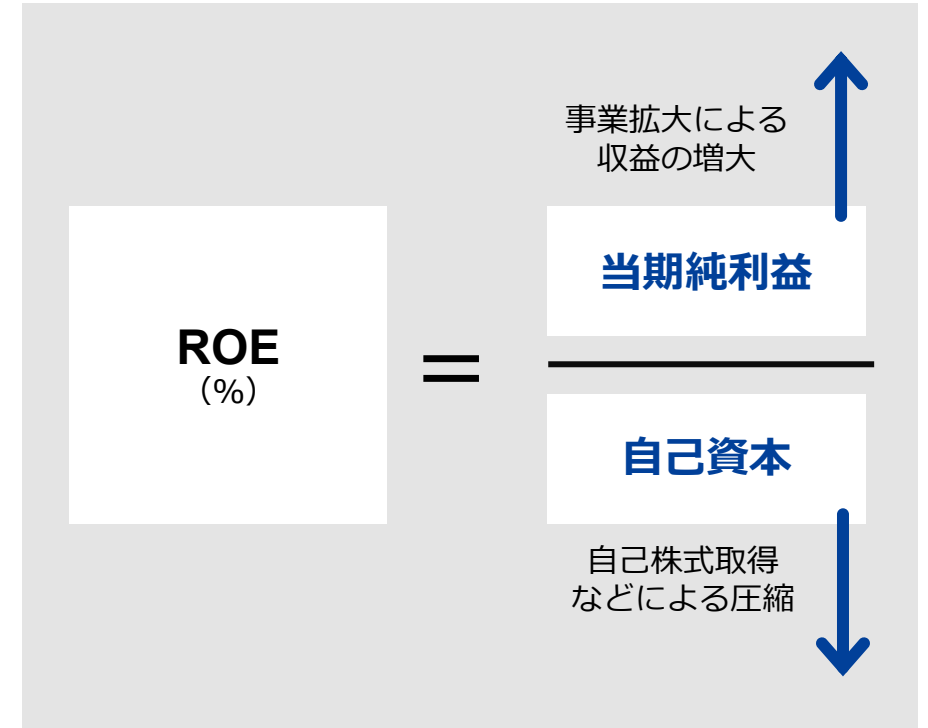 事業拡大による
収益の増大
当期純利益
ROE
（%）
=
自己資本
自己株式取得
などによる圧縮